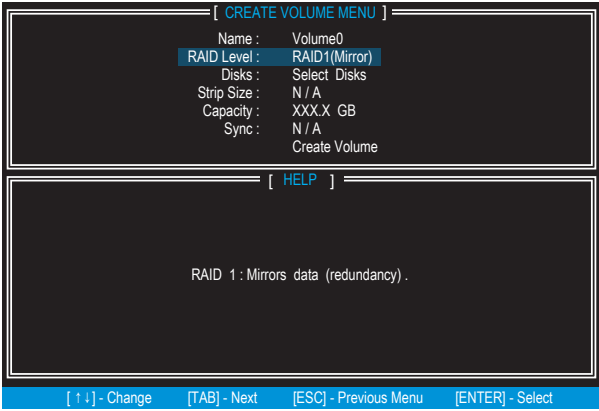 [ CREATE VOLUME MENU ]
Name : Volume0
RAID Level : RAID1(Mirror)
Disks : Select Disks
Strip Size : N / A
Capacity : XXX.X GB
Sync : N / A
Create Volume
[ HELP ]
RAID 1 : Mirrors data (redundancy) .
[ ↑↓] - Change [TAB] - Next [ESC] - Previous Menu [ENTER] - Select